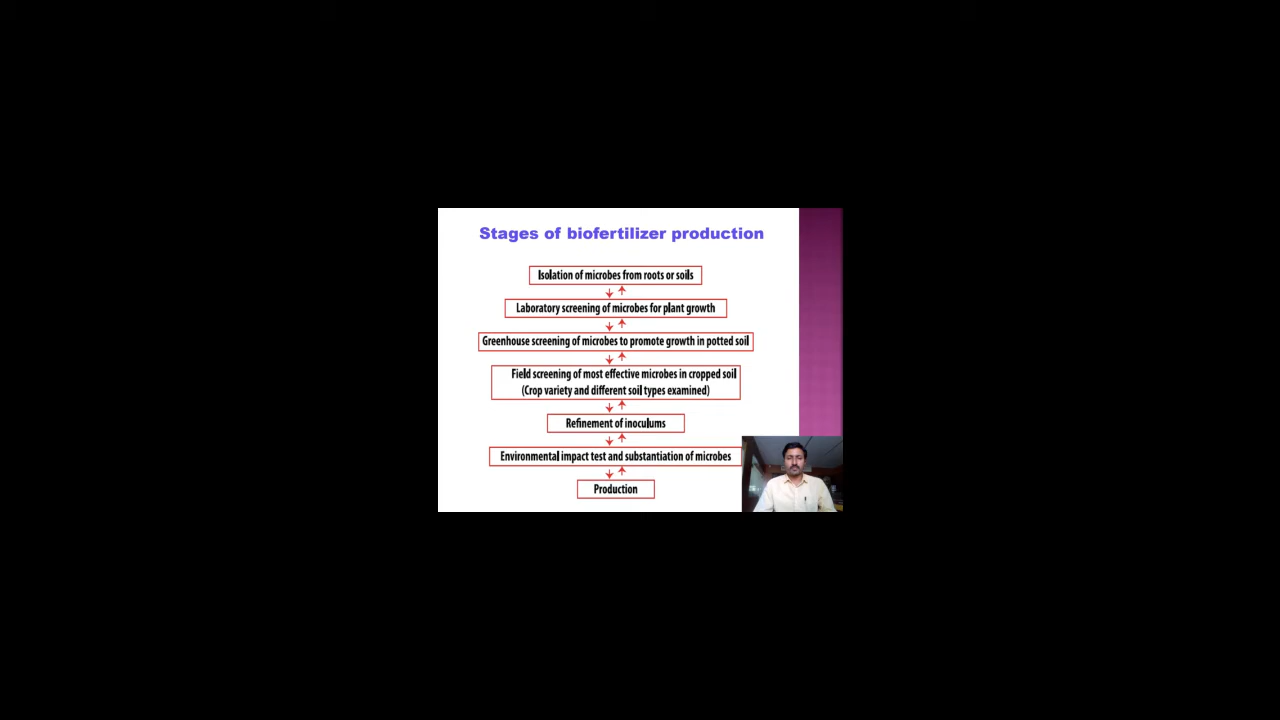 Stages of biofertilizer production
Isolation of microbes from roots or soils
Laboratory screening of microbes for plant growth
Greenhouse screening of microbes to promote growth in potted soil
Field screening of most effective microbes in cropped soil
(Crop variety and different soil types examined)
Refinement of inoculums
Environmental impact test and substantiation of microbes
Production